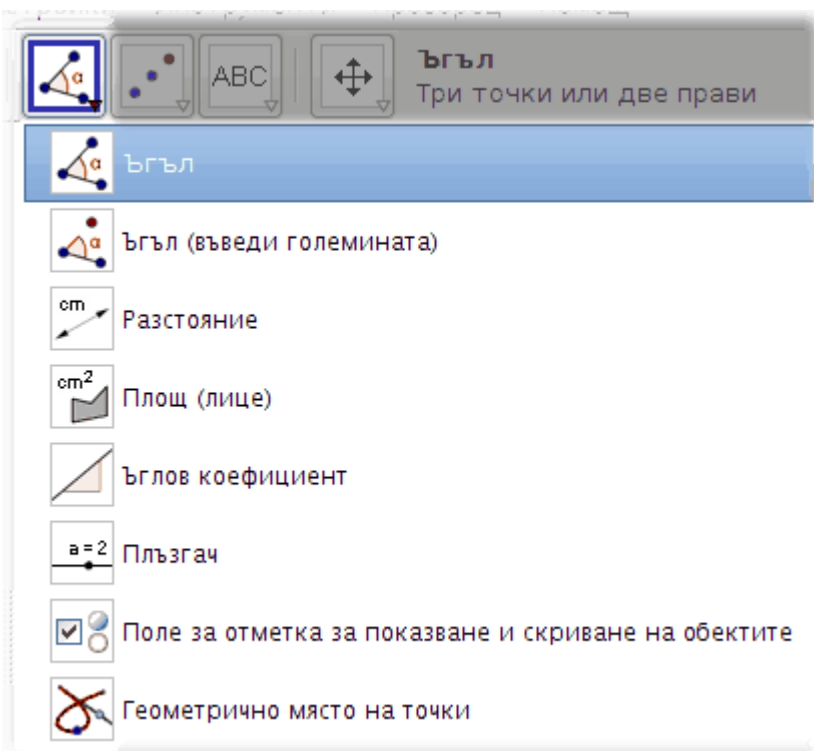 ABC
Ъгъл
Три точки или две прави
α
Ъгъл
α
Ъгъл (въведи големината)
cm
Разстояние
cm²
Площ (лице)
Ъглов коефициент
a = 2
Плъзгач
Поле за отметка за показване и скриване на обектите
Геометрично място на точки